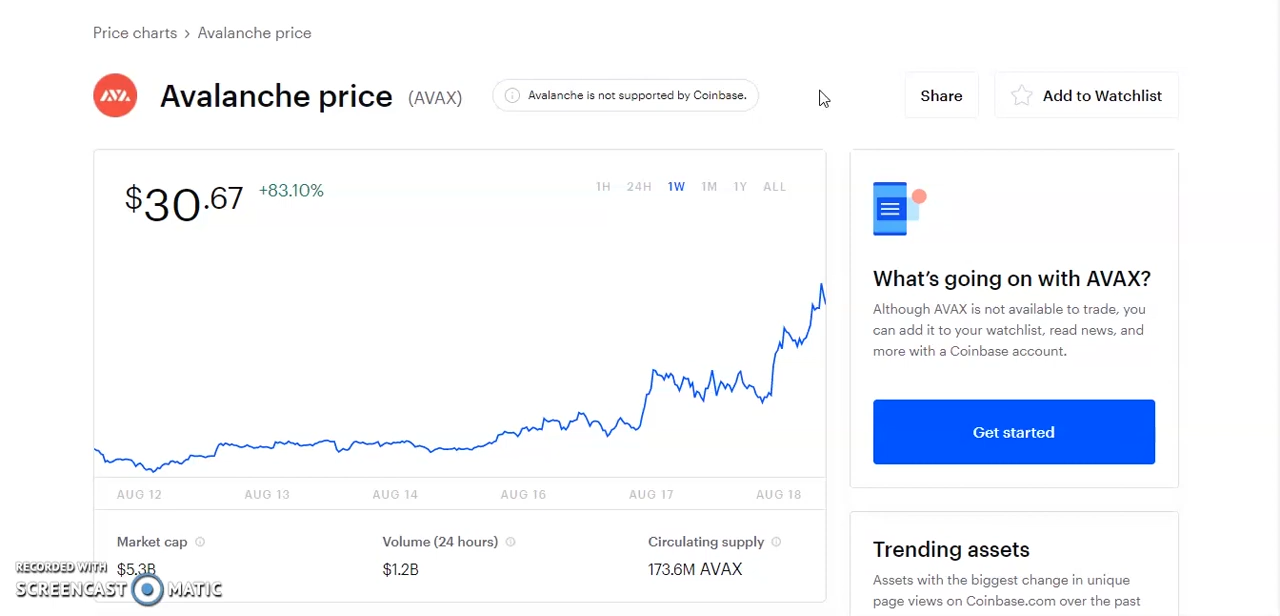 Price charts › Avalanche price
AVAX
Avalanche price (AVAX)
Avalanche is not supported by Coinbase.
Share
Add to Watchlist
$30.67 +83.10%
1H 24H 1W 1M 1Y ALL
AUG 12 AUG 13 AUG 14 AUG 16 AUG 17 AUG 18
Market cap
$5.3B
Volume (24 hours)
$1.2B
Circulating supply
173.6M AVAX
What's going on with AVAX?
Although AVAX is not available to trade, you
can add it to your watchlist, read news, and
more with a Coinbase account.
Get started
Trending assets
Assets with the biggest change in unique
page views on Coinbase.com over the past
RECORDED WITH
SCREENCAST MATIC